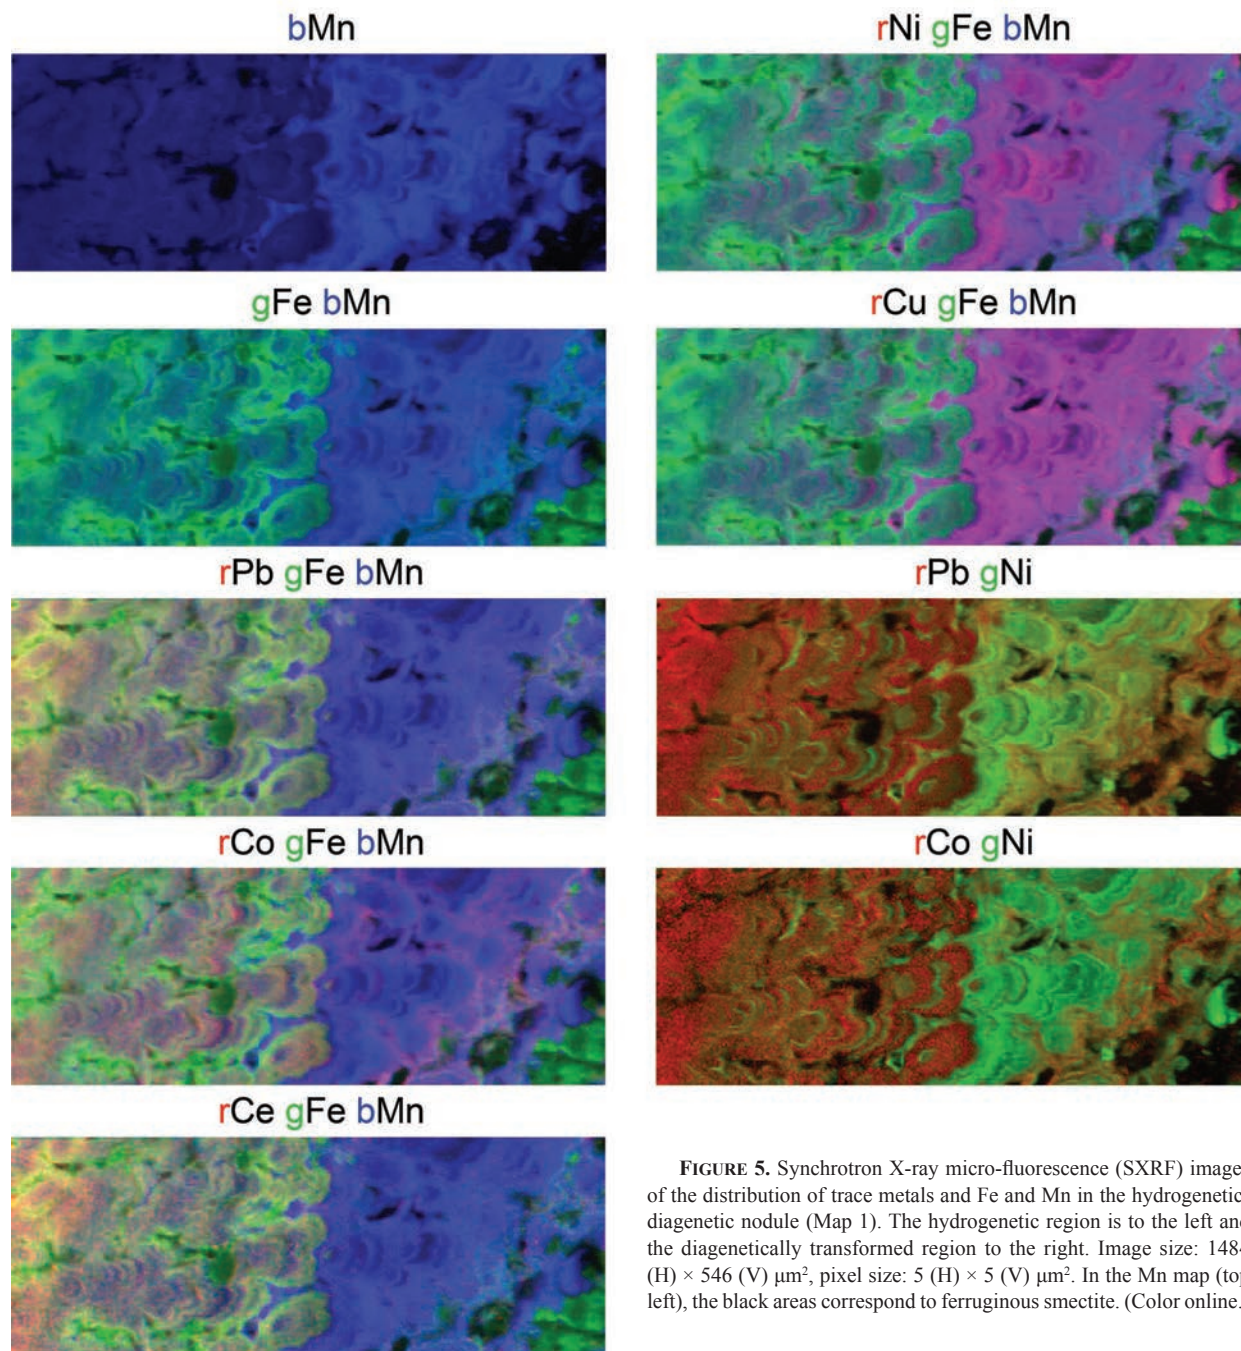 bMn
rNi gFe bMn
gFe bMn
rCu gFe bMn
rPb gFe bMn
rPb gNi
rCo gFe bMn
rCo gNi
rCe gFe bMn
FIGURE 5. Synchrotron X-ray micro-fluorescence (SXRF) image
of the distribution of trace metals and Fe and Mn in the hydrogenetic
diagenetic nodule (Map 1). The hydrogenetic region is to the left and
the diagenetically transformed region to the right. Image size: 1484
(H) × 546 (V) μm², pixel size: 5 (H) × 5 (V) μm². In the Mn map (top
left), the black areas correspond to ferruginous smectite. (Color online.